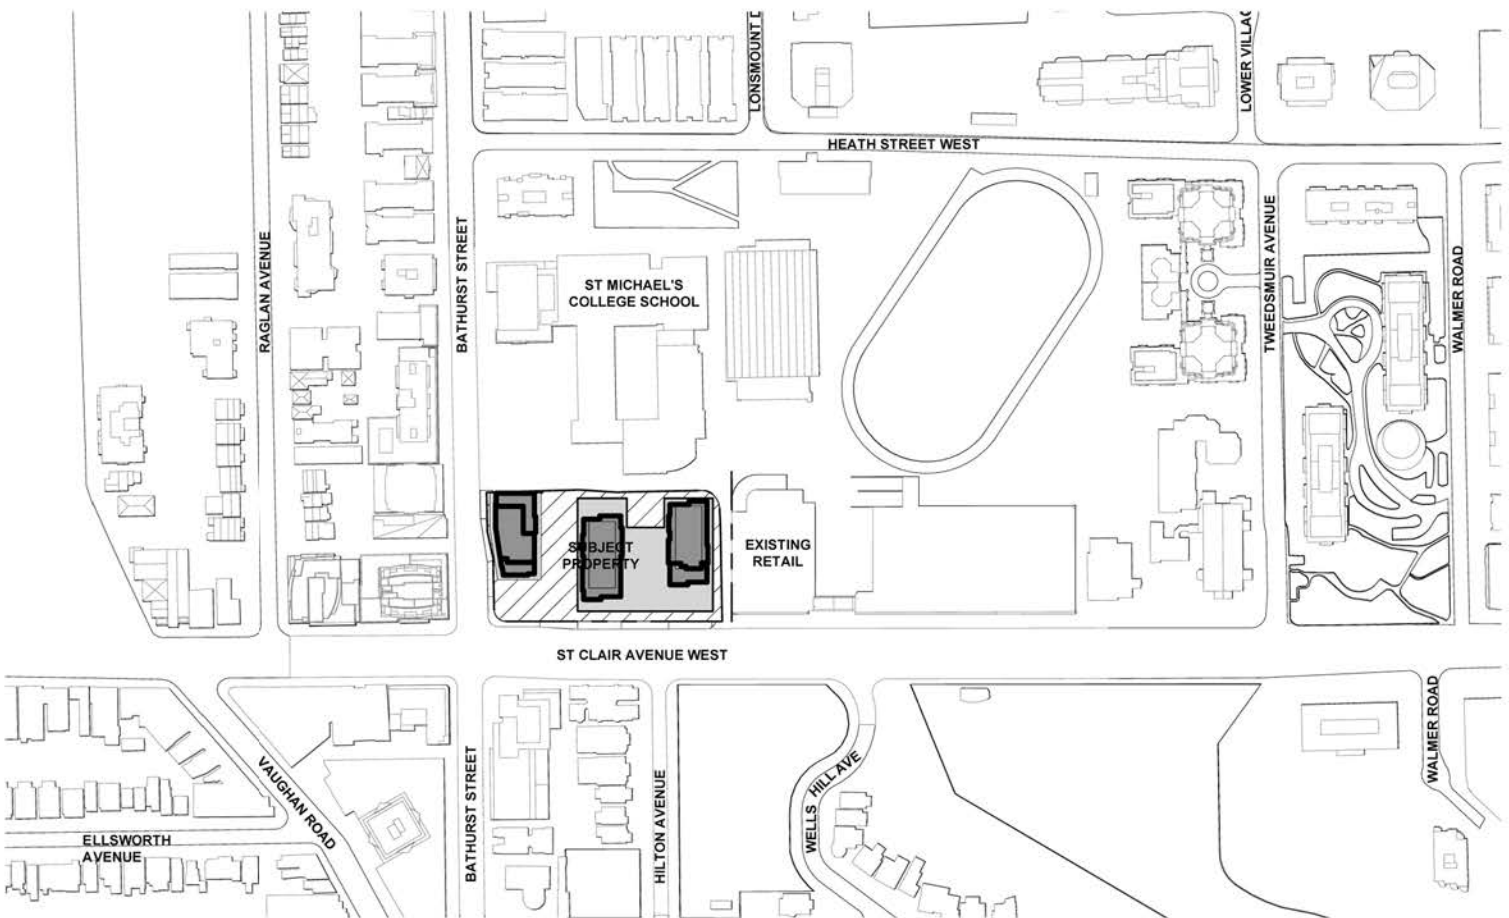 LONSMOUNT D
LOWER VILLAG
HEATH STREET WEST
RAGLAN AVENUE
BATHURST STREET
ST MICHAEL'S
COLLEGE SCHOOL
TWEEDSMUIR AVENUE
WALMER ROAD
SUBJECT
PROPERTY
EXISTING
RETAIL
ST CLAIR AVENUE WEST
VAUGHAN ROAD
BATHURST STREET
HILTON AVENUE
WELLS HILL AVE
WALMER ROAD
ELLSWORTH
AVENUE